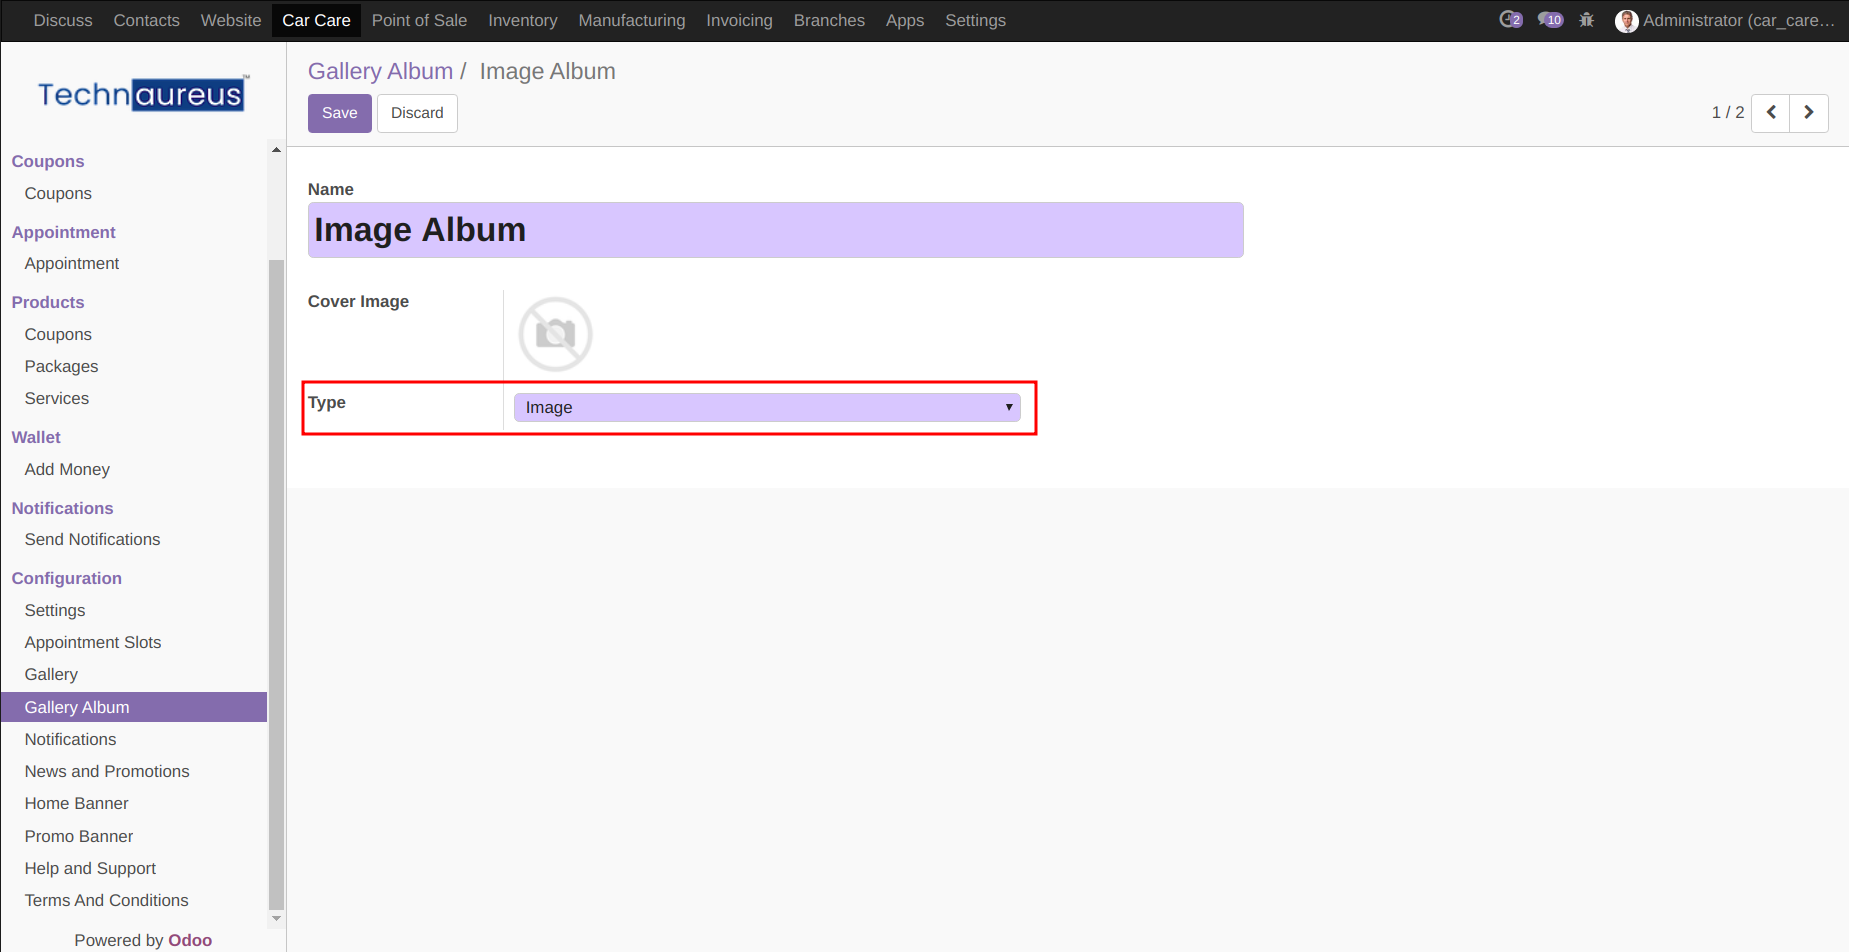 Discuss Contacts Website Car Care Point of Sale Inventory Manufacturing Invoicing Branches Apps Settings 2 10 Administrator (car_care…
Technaureus™
Coupons
Coupons
Appointment
Appointment
Products
Coupons
Packages
Services
Wallet
Add Money
Notifications
Send Notifications
Configuration
Settings
Appointment Slots
Gallery
Gallery Album
Notifications
News and Promotions
Home Banner
Promo Banner
Help and Support
Terms And Conditions
Powered by Odoo
Gallery Album / Image Album
Save Discard 1 / 2
Name
Image Album
Cover Image
Type Image